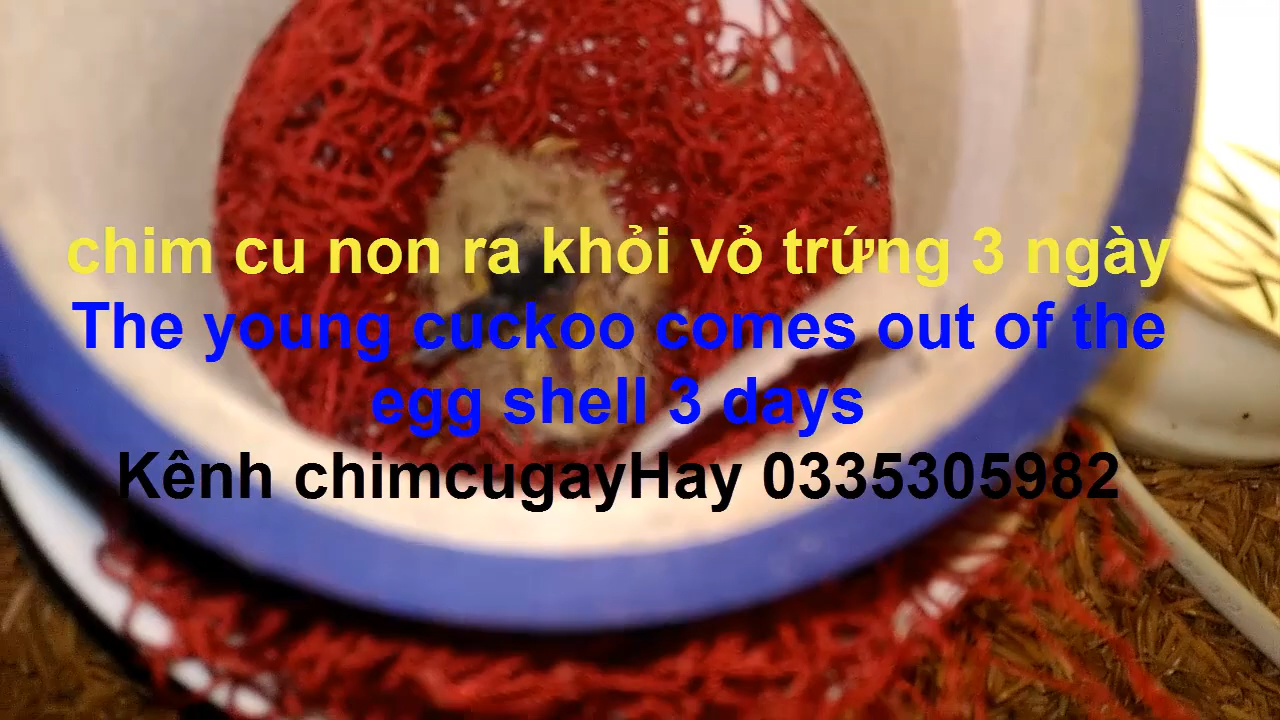 chim cu non ra khỏi vỏ trứng 3 ngày
The young cuckoo comes out of the
egg shell 3 days
Kênh chimcugayHay 0335305982